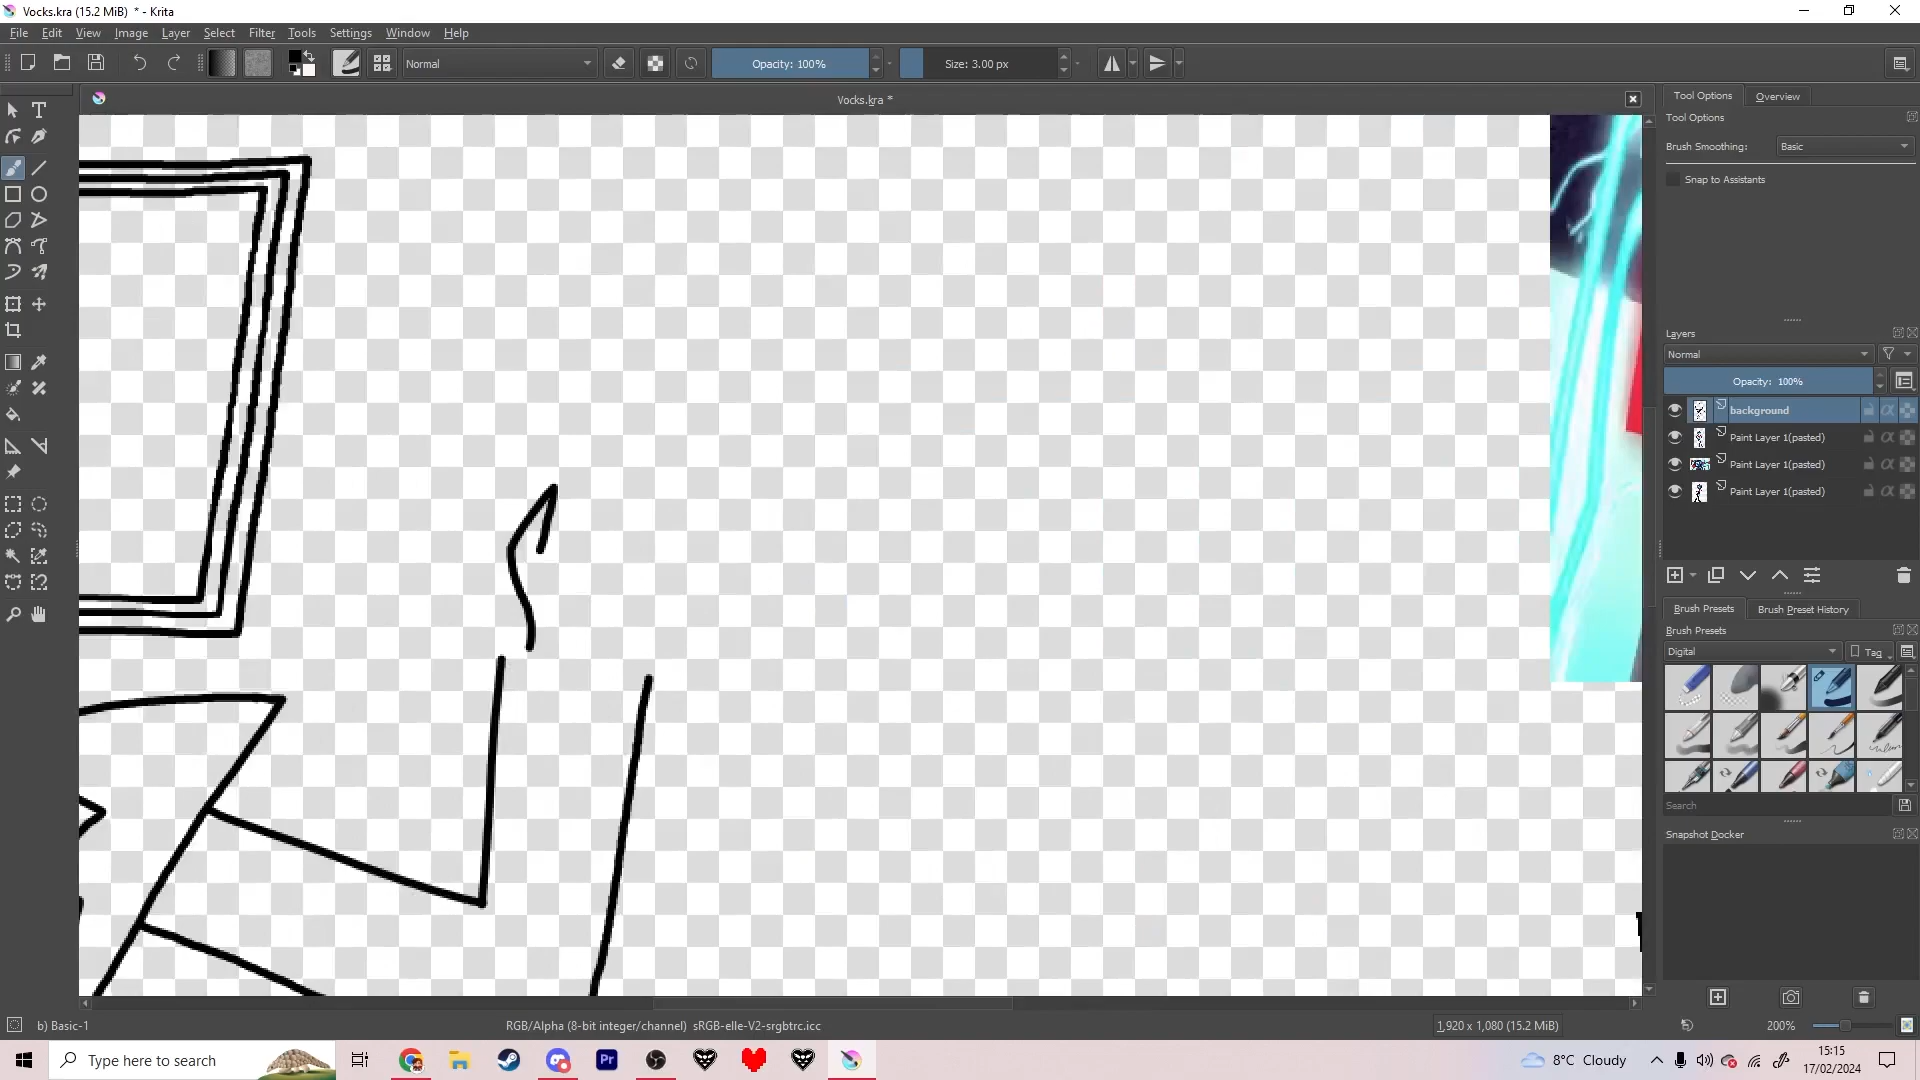 Vocks.kra (15.2 MiB) * - Krita
File Edit View Image Layer Select Filter Tools Settings Window Help
Normal Opacity: 100% Size: 3.00 px
Vocks.kra *
Tool Options Overview
Tool Options
Brush Smoothing: Basic
Snap to Assistants
Layers
Normal
Opacity: 100%
background
Paint Layer 1(pasted)
Paint Layer 1(pasted)
Paint Layer 1(pasted)
Brush Presets Brush Preset History
Brush Presets
Digital Tag
Search
Snapshot Docker
b) Basic-1 RGB/Alpha (8-bit integer/channel) sRGB-elle-V2-srgbtrc.icc 1,920 x 1,080 (15.2 MiB) 200%
Type here to search Pr 8°C Cloudy 15:15
17/02/2024